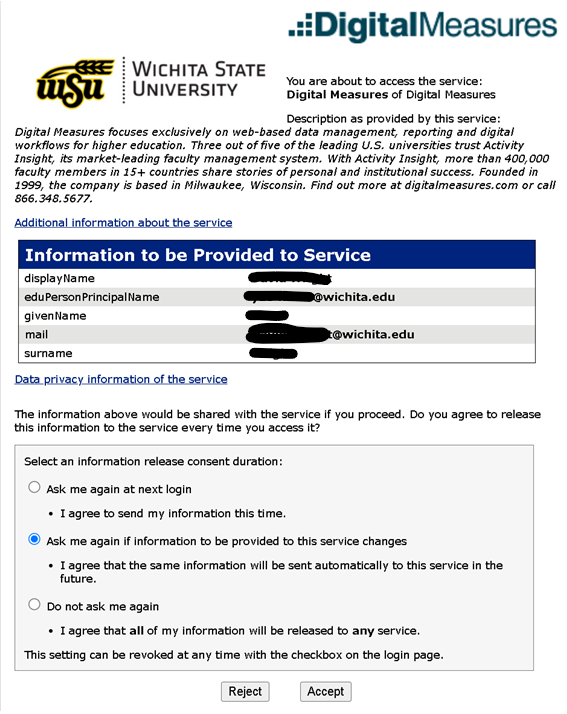 DigitalMeasures
WICHITA STATE
UNIVERSITY
wsu
You are about to access the service:
Digital Measures of Digital Measures
Description as provided by this service:
Digital Measures focuses exclusively on web-based data management, reporting and digital
workflows for higher education. Three out of five of the leading U.S. universities trust Activity
Insight, its market-leading faculty management system. With Activity Insight, more than 400,000
faculty members in 15+ countries share stories of personal and institutional success. Founded in
1999, the company is based in Milwaukee, Wisconsin. Find out more at digitalmeasures.com or call
866.348.5677.
Additional information about the service
Information to be Provided to Service
displayName
eduPersonPrincipalName @wichita.edu
givenName
mail @wichita.edu
surname
Data privacy information of the service
The information above would be shared with the service if you proceed. Do you agree to release
this information to the service every time you access it?
Select an information release consent duration:
Ask me again at next login
• I agree to send my information this time.
Ask me again if information to be provided to this service changes
• I agree that the same information will be sent automatically to this service in the
future.
Do not ask me again
• I agree that all of my information will be released to any service.
This setting can be revoked at any time with the checkbox on the login page.
Reject Accept